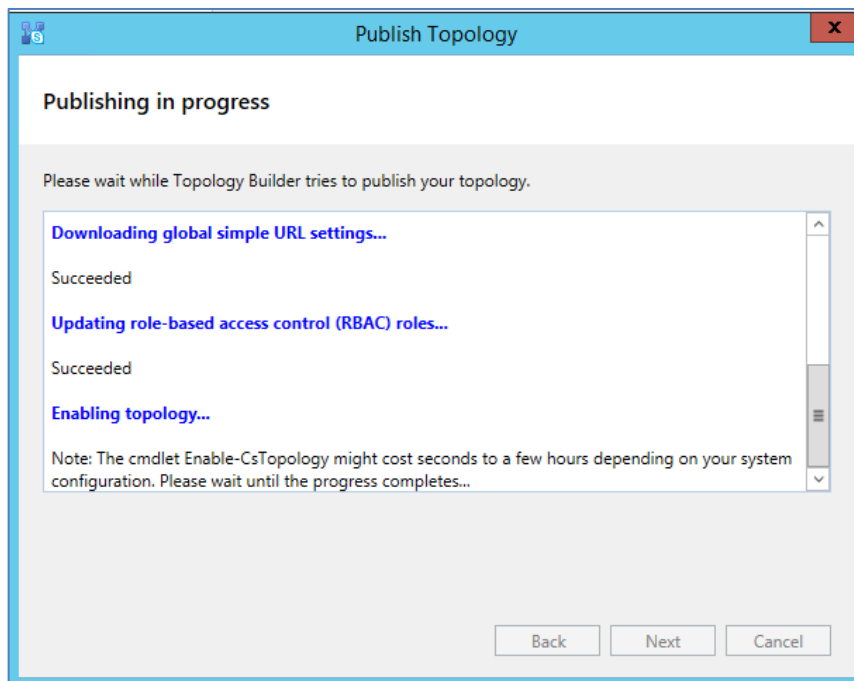 Publish Topology
x
Publishing in progress
Please wait while Topology Builder tries to publish your topology.
Downloading global simple URL settings...
Succeeded
Updating role-based access control (RBAC) roles...
Succeeded
Enabling topology...
Note: The cmdlet Enable-CsTopology might cost seconds to a few hours depending on your system
configuration. Please wait until the progress completes...
Back
Next
Cancel